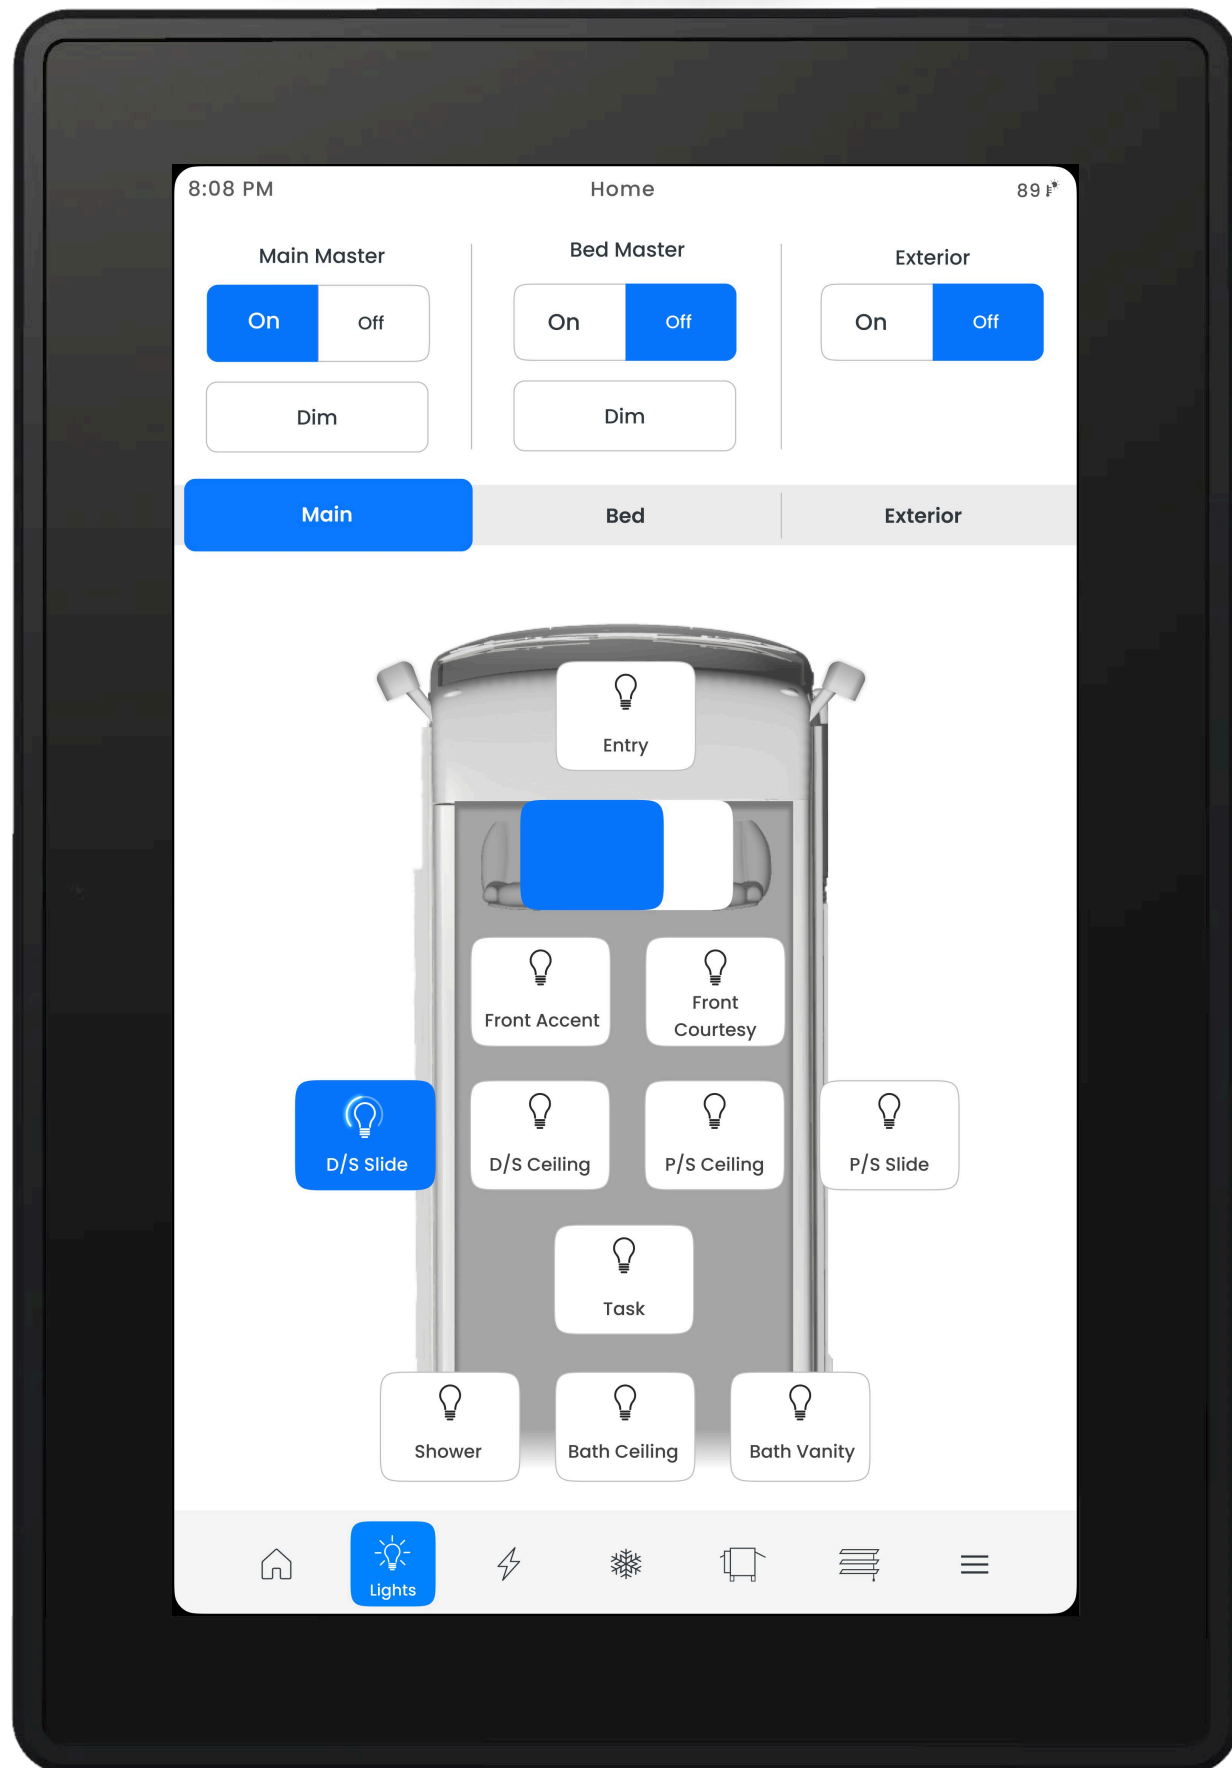 8:08 PM
Home
89
Main Master
Bed Master
Exterior
On
Off
On
Off
On
Off
Dim
Dim
Main
Bed
Exterior
Entry
Front Accent
Front
Courtesy
D/S Slide
D/S Ceiling
P/S Ceiling
P/S Slide
Task
Shower
Bath Ceiling
Bath Vanity
Lights